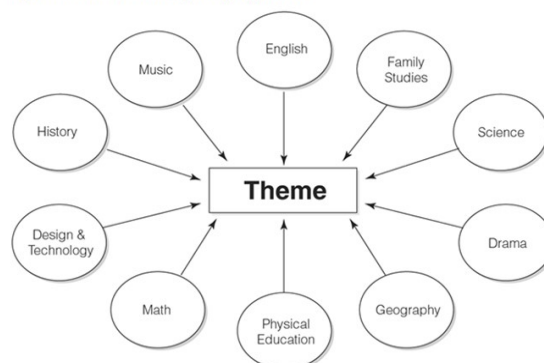 English
Music
Family
Studies
History
Science
Theme
Design &
Technology
Drama
Math
Geography
Physical
Education